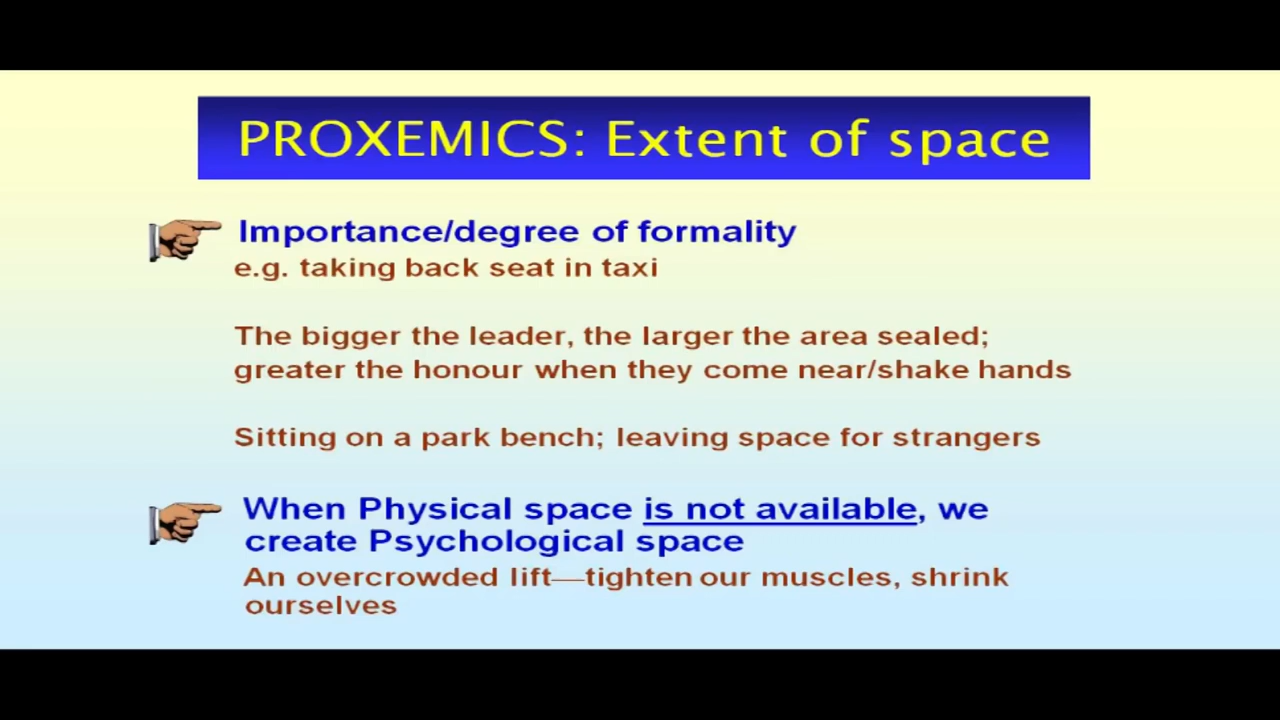 PROXEMICS: Extent of space
Importance/degree of formality
e.g. taking back seat in taxi
The bigger the leader, the larger the area sealed;
greater the honour when they come near/shake hands
Sitting on a park bench; leaving space for strangers
When Physical space is not available, we
create Psychological space
An overcrowded lift—tighten our muscles, shrink
ourselves